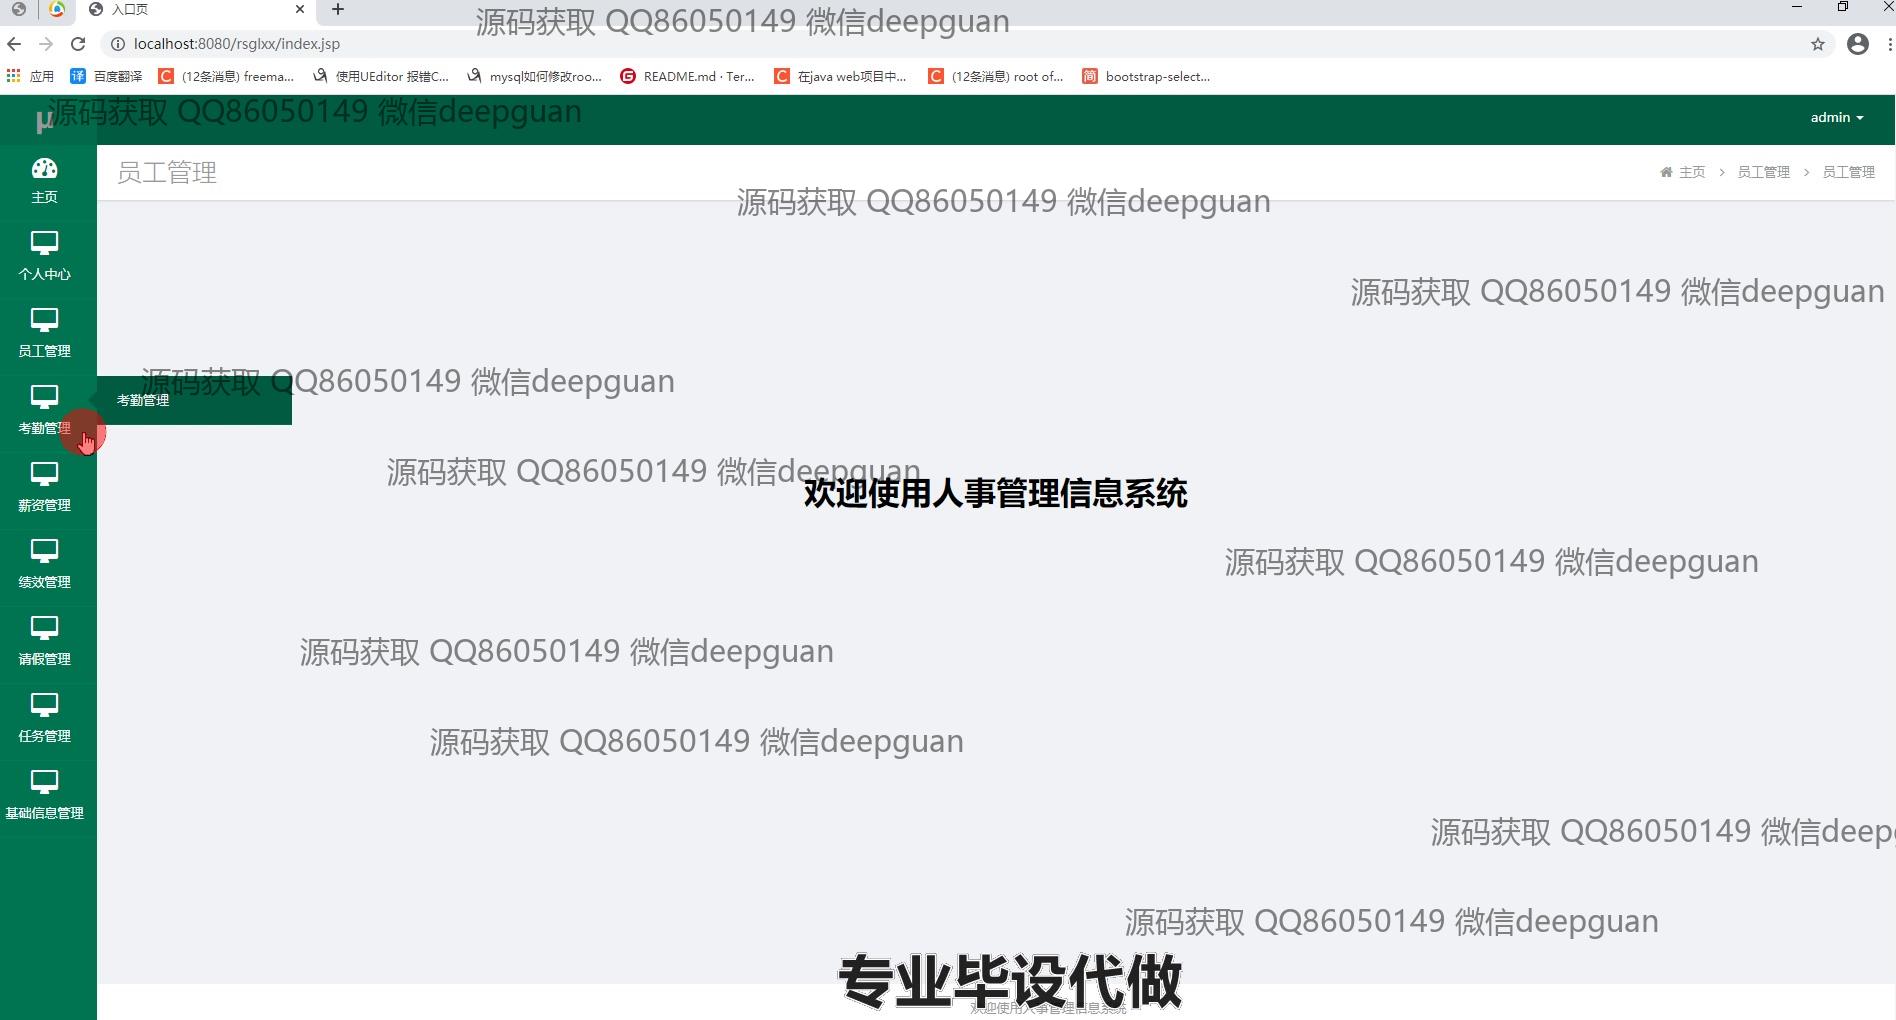 入口页
源码获取 QQ86050149 微信deepguan
localhost:8080/rsglxx/index.jsp
应用
百度翻译
(12条消息) freema...
使用UEditor 报错C...
mysql如何修改roo...
README.md · Ter...
在java web项目中...
(12条消息) root of...
bootstrap-select...
μ
源码获取 QQ86050149 微信deepguan
admin
员工管理
主页 > 员工管理 > 员工管理
源码获取 QQ86050149 微信deepguan
主页
个人中心
源码获取 QQ86050149 微信deepguan
员工管理
源码获取 QQ86050149 微信deepguan
考勤管理
考勤管理
源码获取 QQ86050149 微信deepguan
欢迎使用人事管理信息系统
薪资管理
源码获取 QQ86050149 微信deepguan
绩效管理
源码获取 QQ86050149 微信deepguan
请假管理
任务管理
源码获取 QQ86050149 微信deepguan
基础信息管理
源码获取 QQ86050149 微信deep
源码获取 QQ86050149 微信deepguan
专业毕设代做
欢迎使用人事管理信息系统